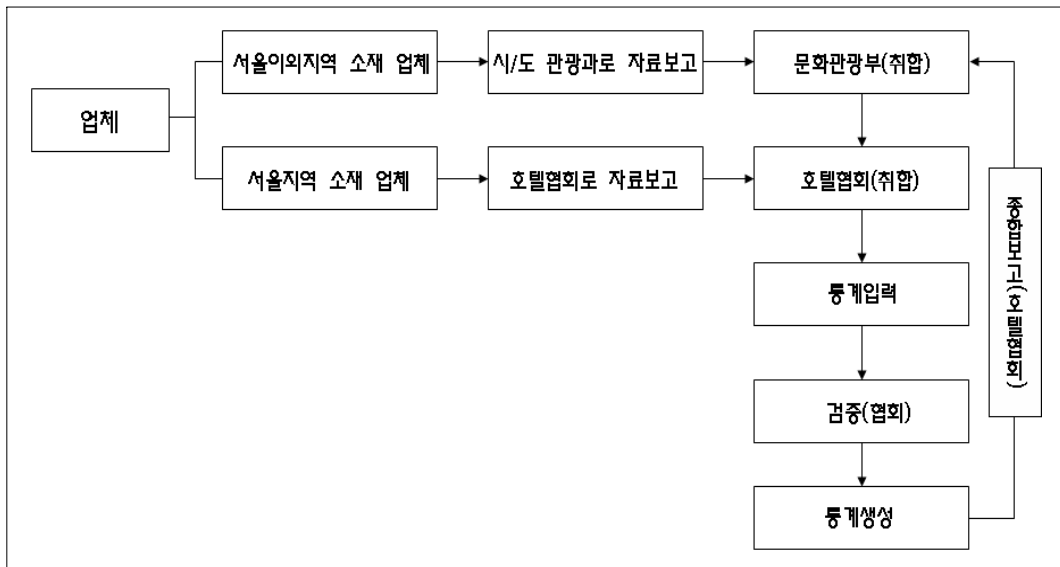 서울이외지역 소재 업체
시/도 관광과로 자료보고
문화관광부(취합)
업체
서울지역 소재 업체
호텔협회로 자료보고
호텔협회(취합)
종합보고(호텔협회)
통계입력
검증(협회)
통계생성